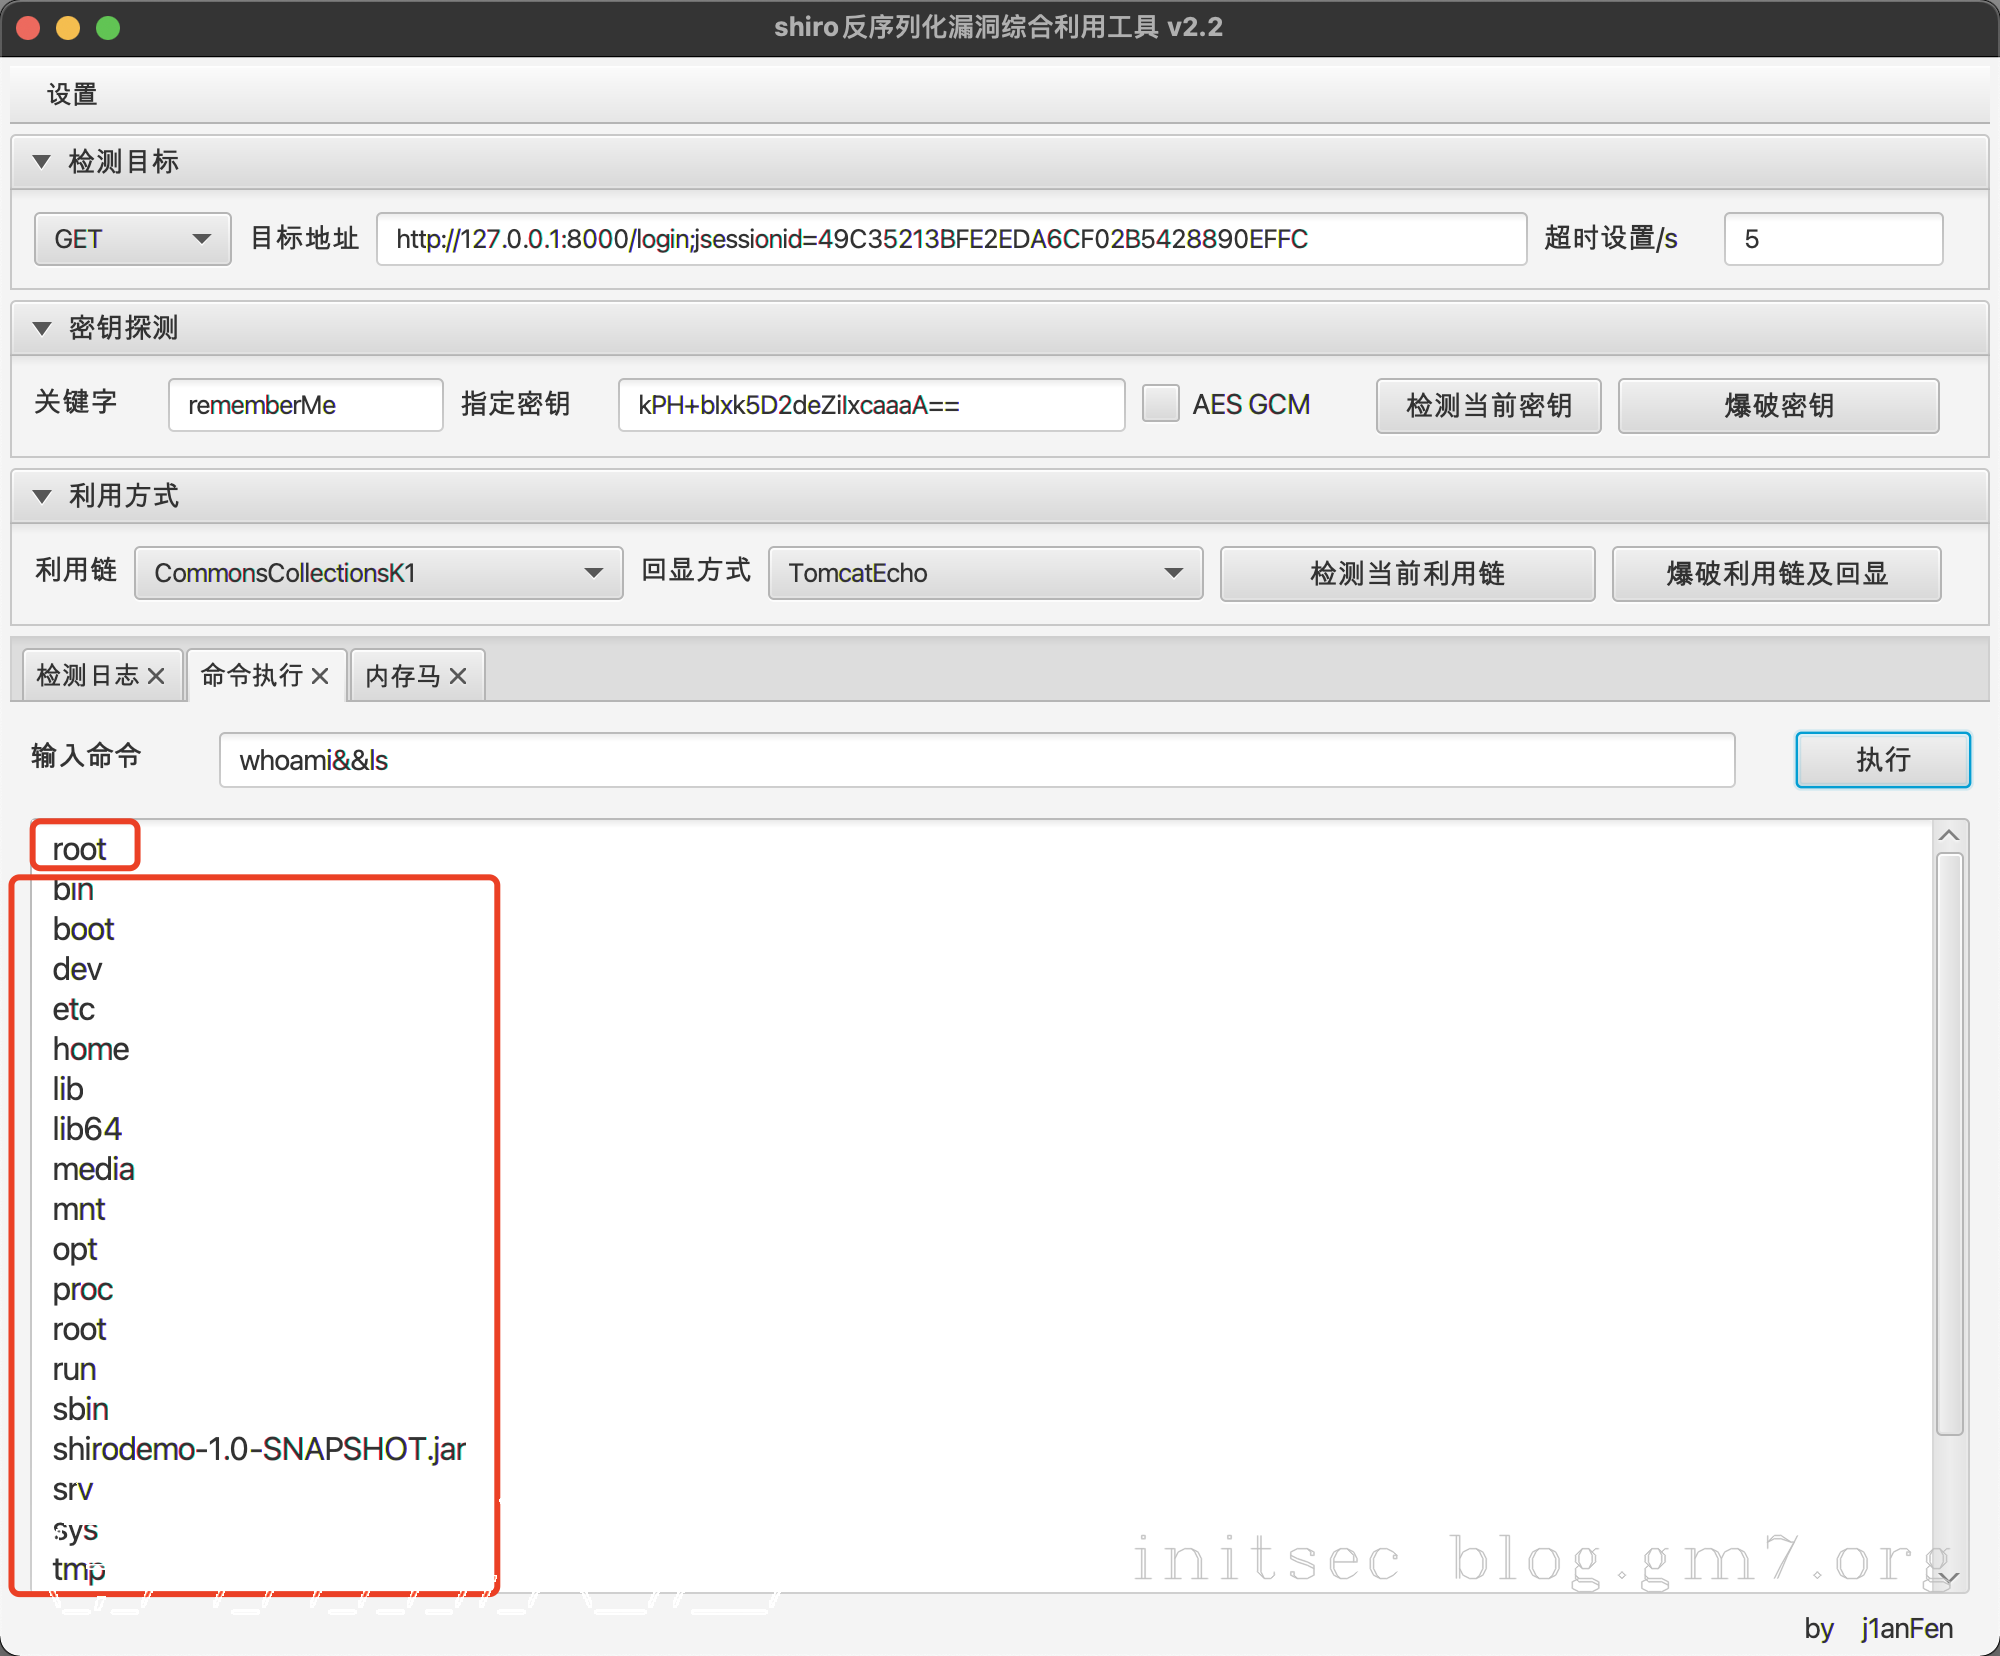 shiro反序列化漏洞综合利用工具 v2.2
设置
检测目标
GET 目标地址 http://127.0.0.1:8000/login;jsessionid=49C35213BFE2EDA6CF02B5428890EFFC 超时设置/s 5
密钥探测
关键字 rememberMe 指定密钥 kPH+bIxk5D2deZiIxcaaaA== AES GCM 检测当前密钥 爆破密钥
利用方式
利用链 CommonsCollectionsK1 回显方式 TomcatEcho 检测当前利用链 爆破利用链及回显
检测日志 命令执行 内存马
输入命令 whoami&&ls 执行
root
bin
boot
dev
etc
home
lib
lib64
media
mnt
opt
proc
root
run
sbin
shirodemo-1.0-SNAPSHOT.jar
srv
sys
tmp
initsec blog.gm7.org
by j1anFen